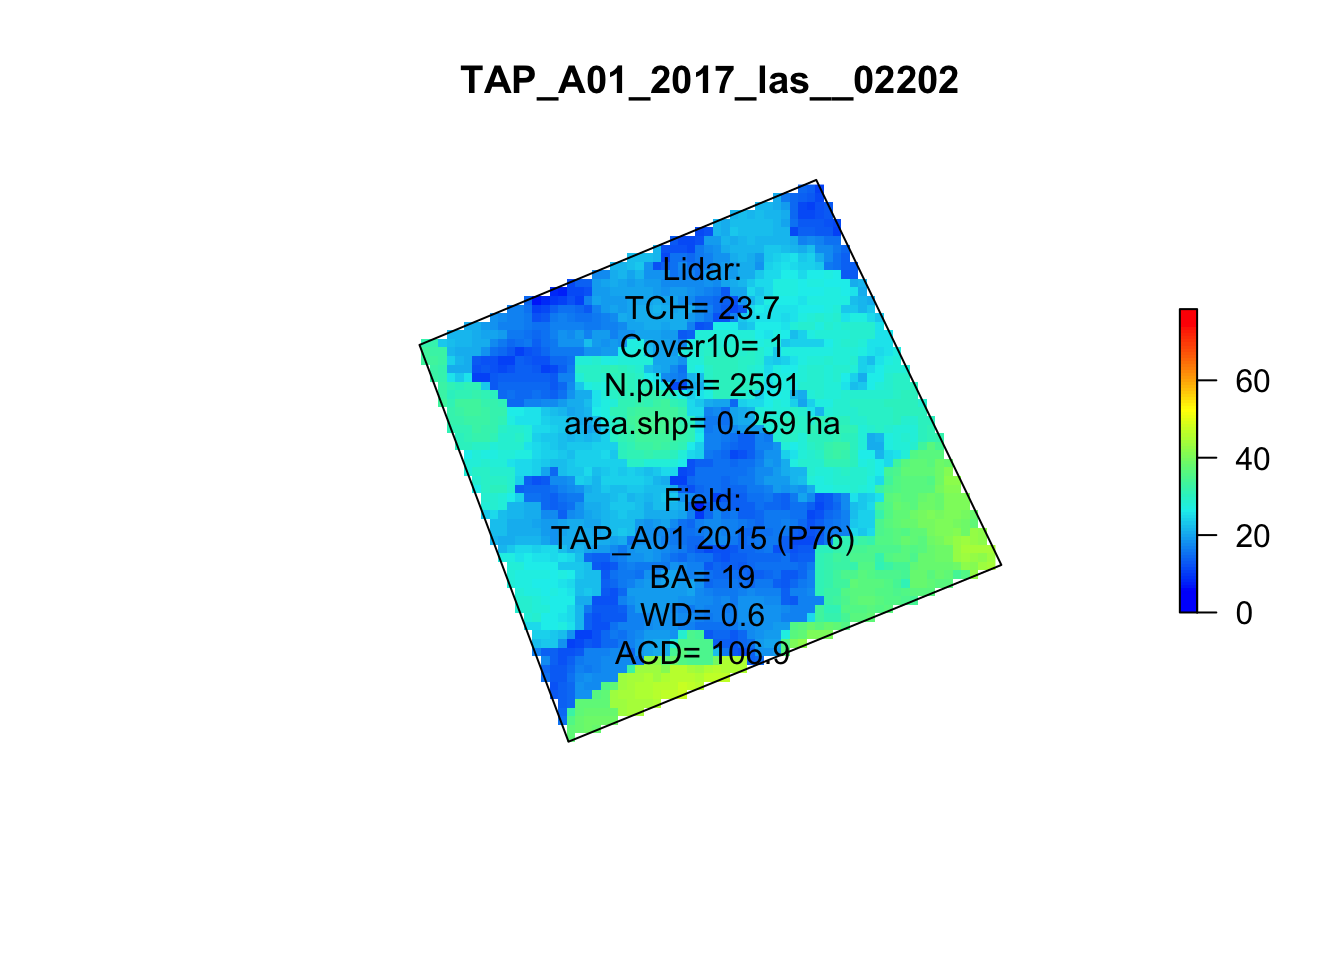 TAP_A01_2017_las__02202
Lidar:
TCH= 23.7
Cover10= 1
N.pixel= 2591
area.shp= 0.259 ha
Field:
TAP_A01 2015 (P76)
BA= 19
WD= 0.6
ACD= 106.9
60
40
20
0